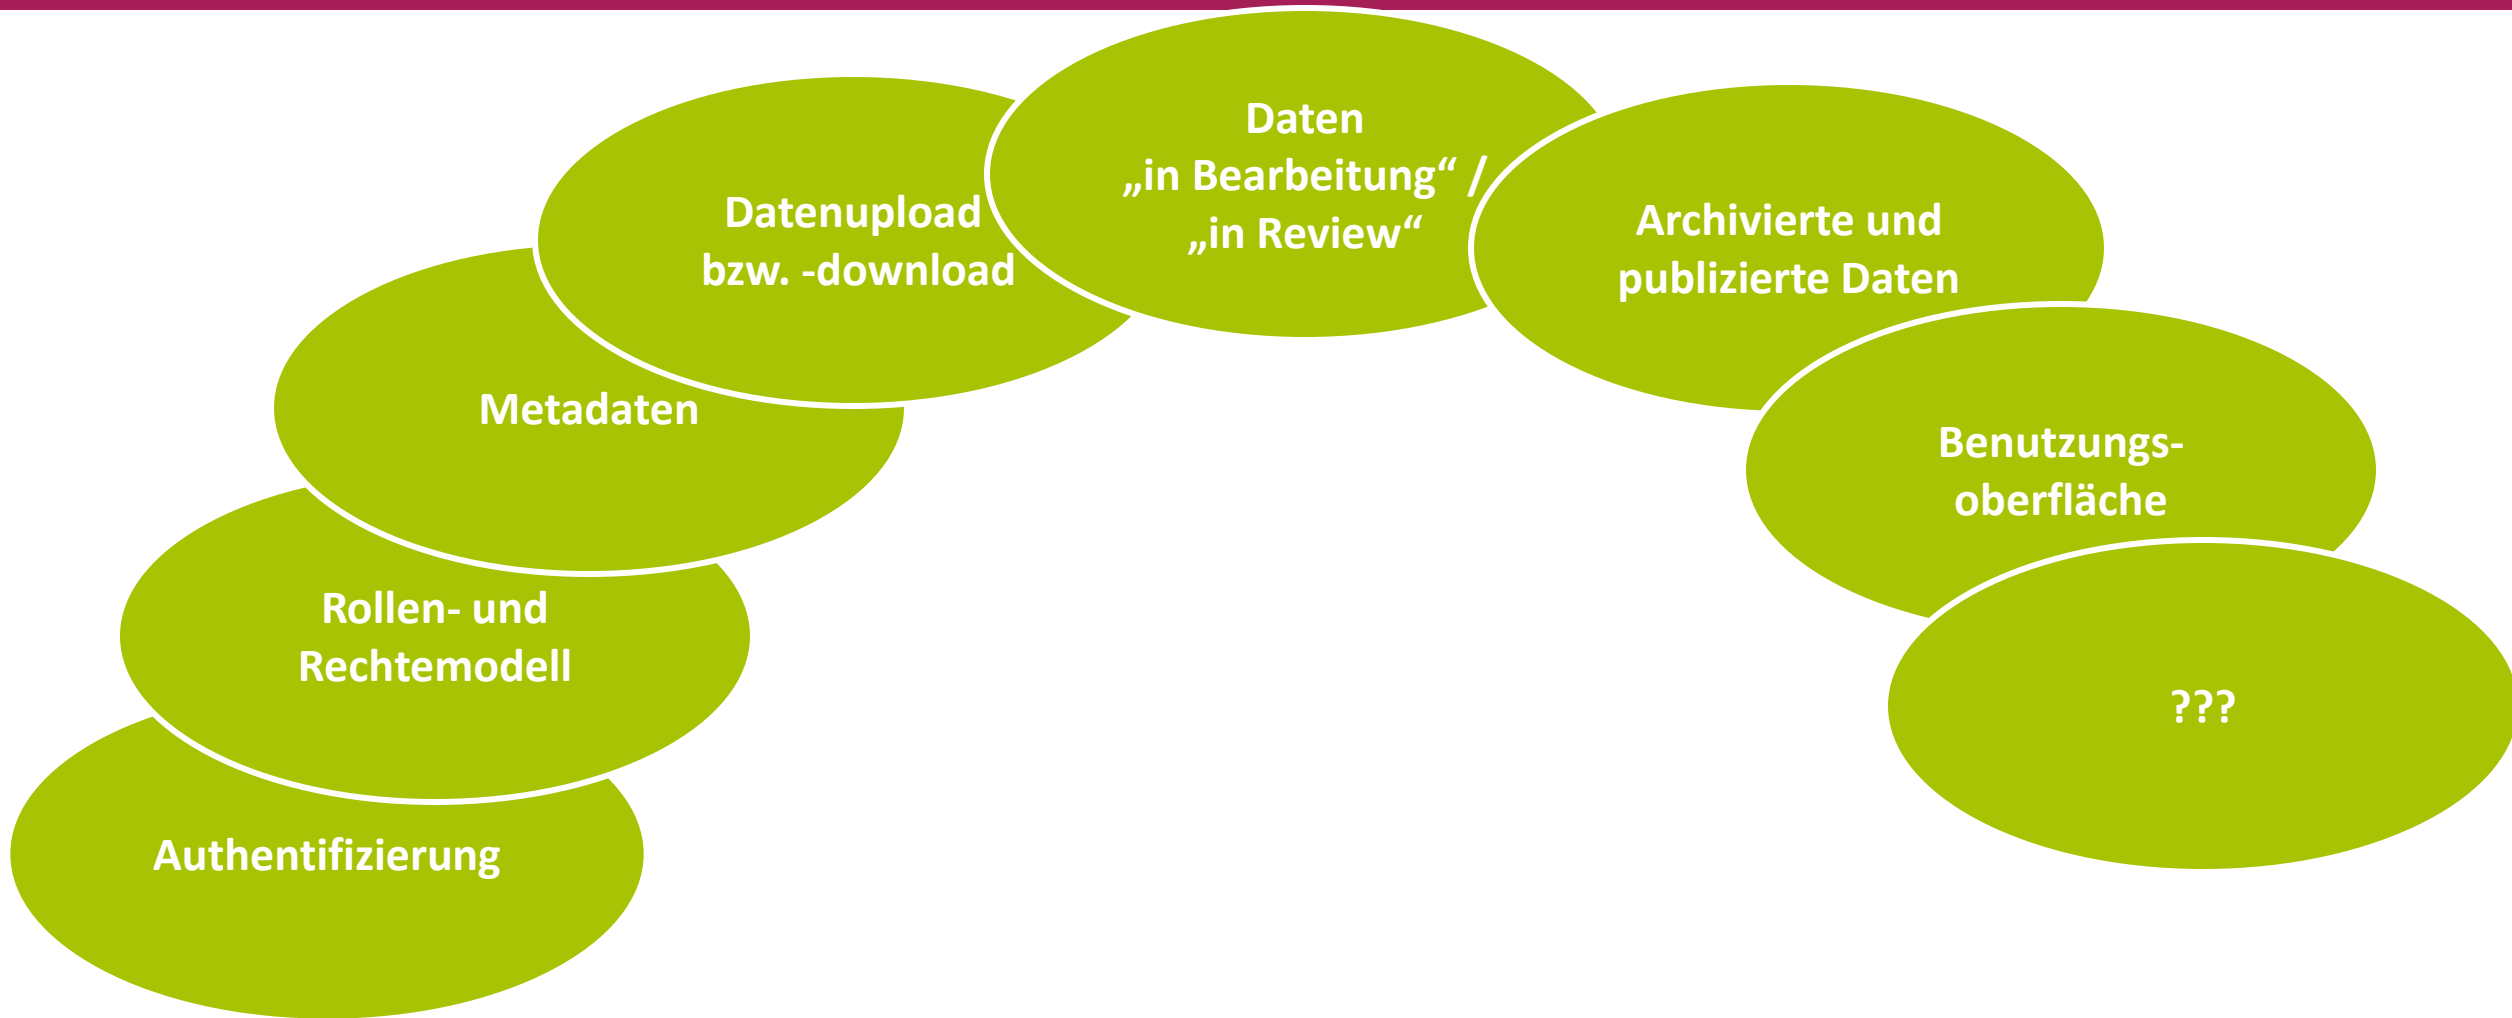 Authentifizierung
Rollen- und
Rechtemodell
Metadaten
Datenupload
bzw. -download
Daten
„in Bearbeitung“ /
„in Review“
Archivierte und
publizierte Daten
Benutzungs-
oberfläche
???